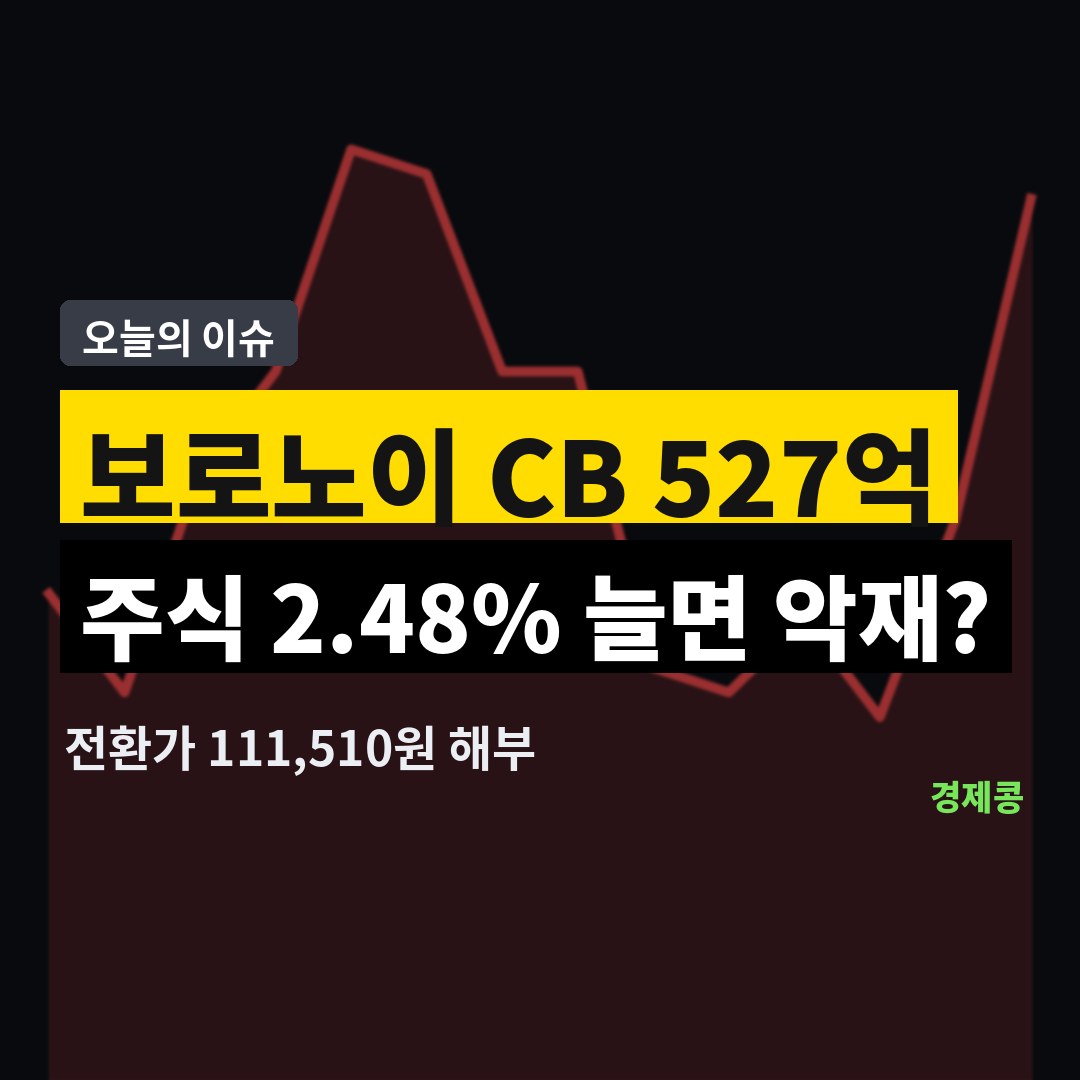 오늘의 이슈
보로노이 CB 527억
주식 2.48% 늘면 악재?
전환가 111,510원 해부
경제콩